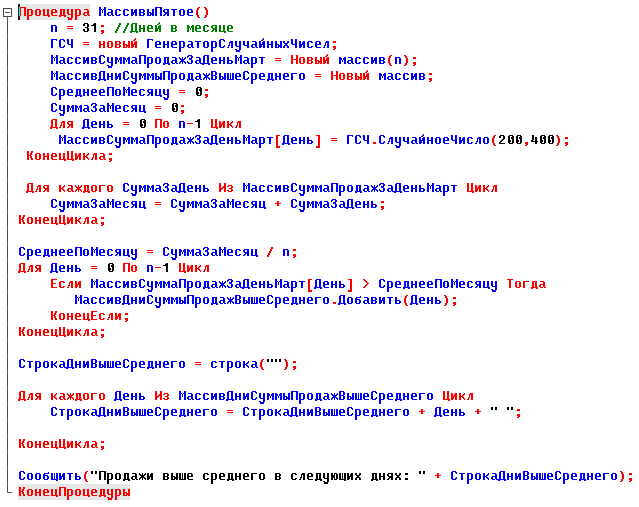 Процедура МассивыПятое()
n = 31; //Дней в месяце
ГСЧ = новый ГенераторСлучайныхЧисел;
МассивСуммаПродажЗаДеньМарт = Новый массив(n);
МассивДниСуммыПродажВышеСреднего = Новый массив;
СреднееПоМесяцу = 0;
СуммаЗаМесяц = 0;
Для День = 0 По n-1 Цикл
МассивСуммаПродажЗаДеньМарт[День] = ГСЧ.СлучайноеЧисло(200,400);
КонецЦикла;
Для каждого СуммаЗаДень Из МассивСуммаПродажЗаДеньМарт Цикл
СуммаЗаМесяц = СуммаЗаМесяц + СуммаЗаДень;
КонецЦикла;
СреднееПоМесяцу = СуммаЗаМесяц / n;
Для День = 0 По n-1 Цикл
Если МассивСуммаПродажЗаДеньМарт[День] > СреднееПоМесяцу Тогда
МассивДниСуммыПродажВышеСреднего.Добавить(День);
КонецЕсли;
КонецЦикла;
СтрокаДниВышеСреднего = строка("");
Для каждого День Из МассивДниСуммыПродажВышеСреднего Цикл
СтрокаДниВышеСреднего = СтрокаДниВышеСреднего + День + " ";
КонецЦикла;
Сообщить("Продажи выше среднего в следующих днях: " + СтрокаДниВышеСреднего);
КонецПроцедуры